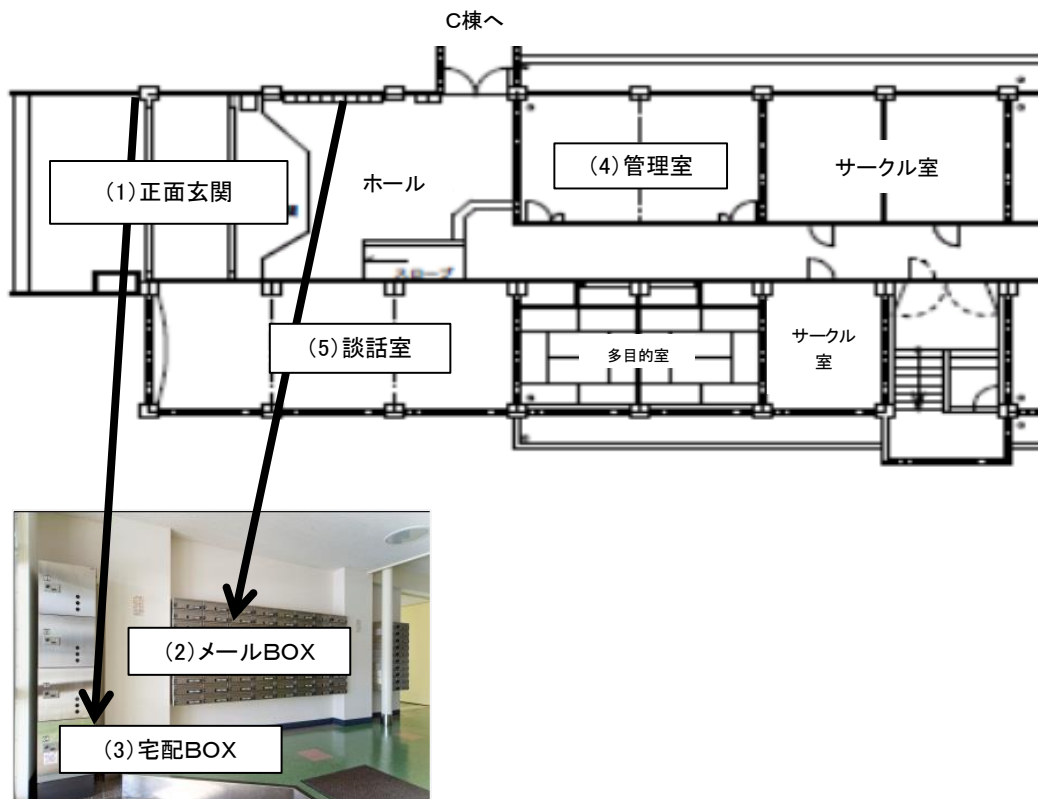 C棟へ
(1)正面玄関
ホール
(4)管理室
サークル室
スロープ
(5)談話室
多目的室
サークル
室
(2)メールBOX
(3)宅配BOX